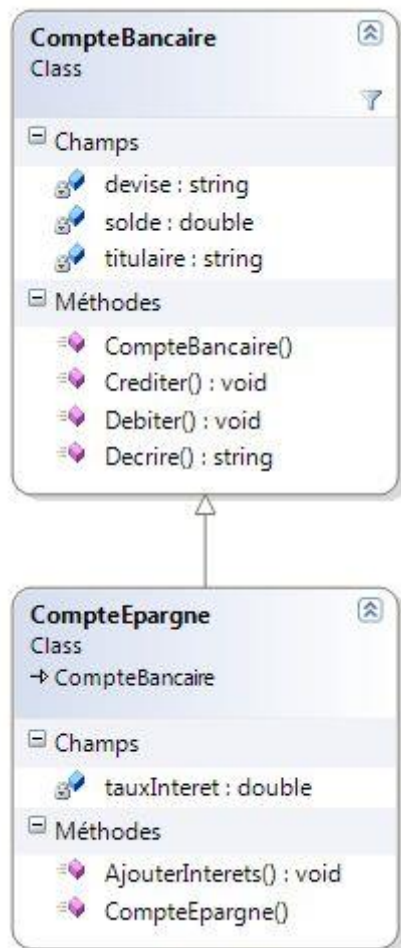 CompteBancaire
Class
Champs
devise : string
solde : double
titulaire : string
Méthodes
CompteBancaire()
Crediter() : void
Debiter() : void
Decrire() : string
CompteEpargne
Class
CompteBancaire
Champs
tauxInteret : double
Méthodes
AjouterInterets() : void
CompteEpargne()